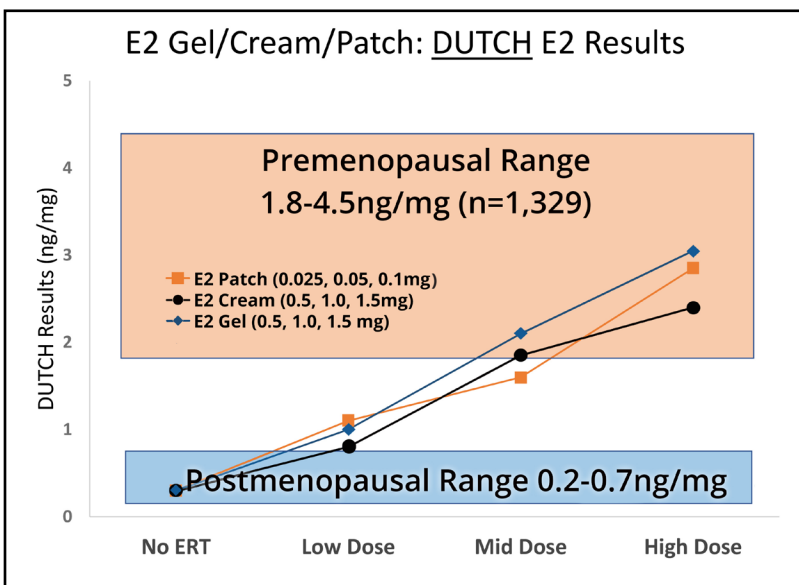 E2 Gel/Cream/Patch: DUTCH E2 Results
DUTCH Results (ng/mg)
5
4
3
2
1
0
Premenopausal Range
1.8-4.5ng/mg (n=1,329)
E2 Patch (0.025, 0.05, 0.1mg)
E2 Cream (0.5, 1.0, 1.5mg)
E2 Gel (0.5, 1.0, 1.5 mg)
Postmenopausal Range 0.2-0.7ng/mg
No ERT
Low Dose
Mid Dose
High Dose